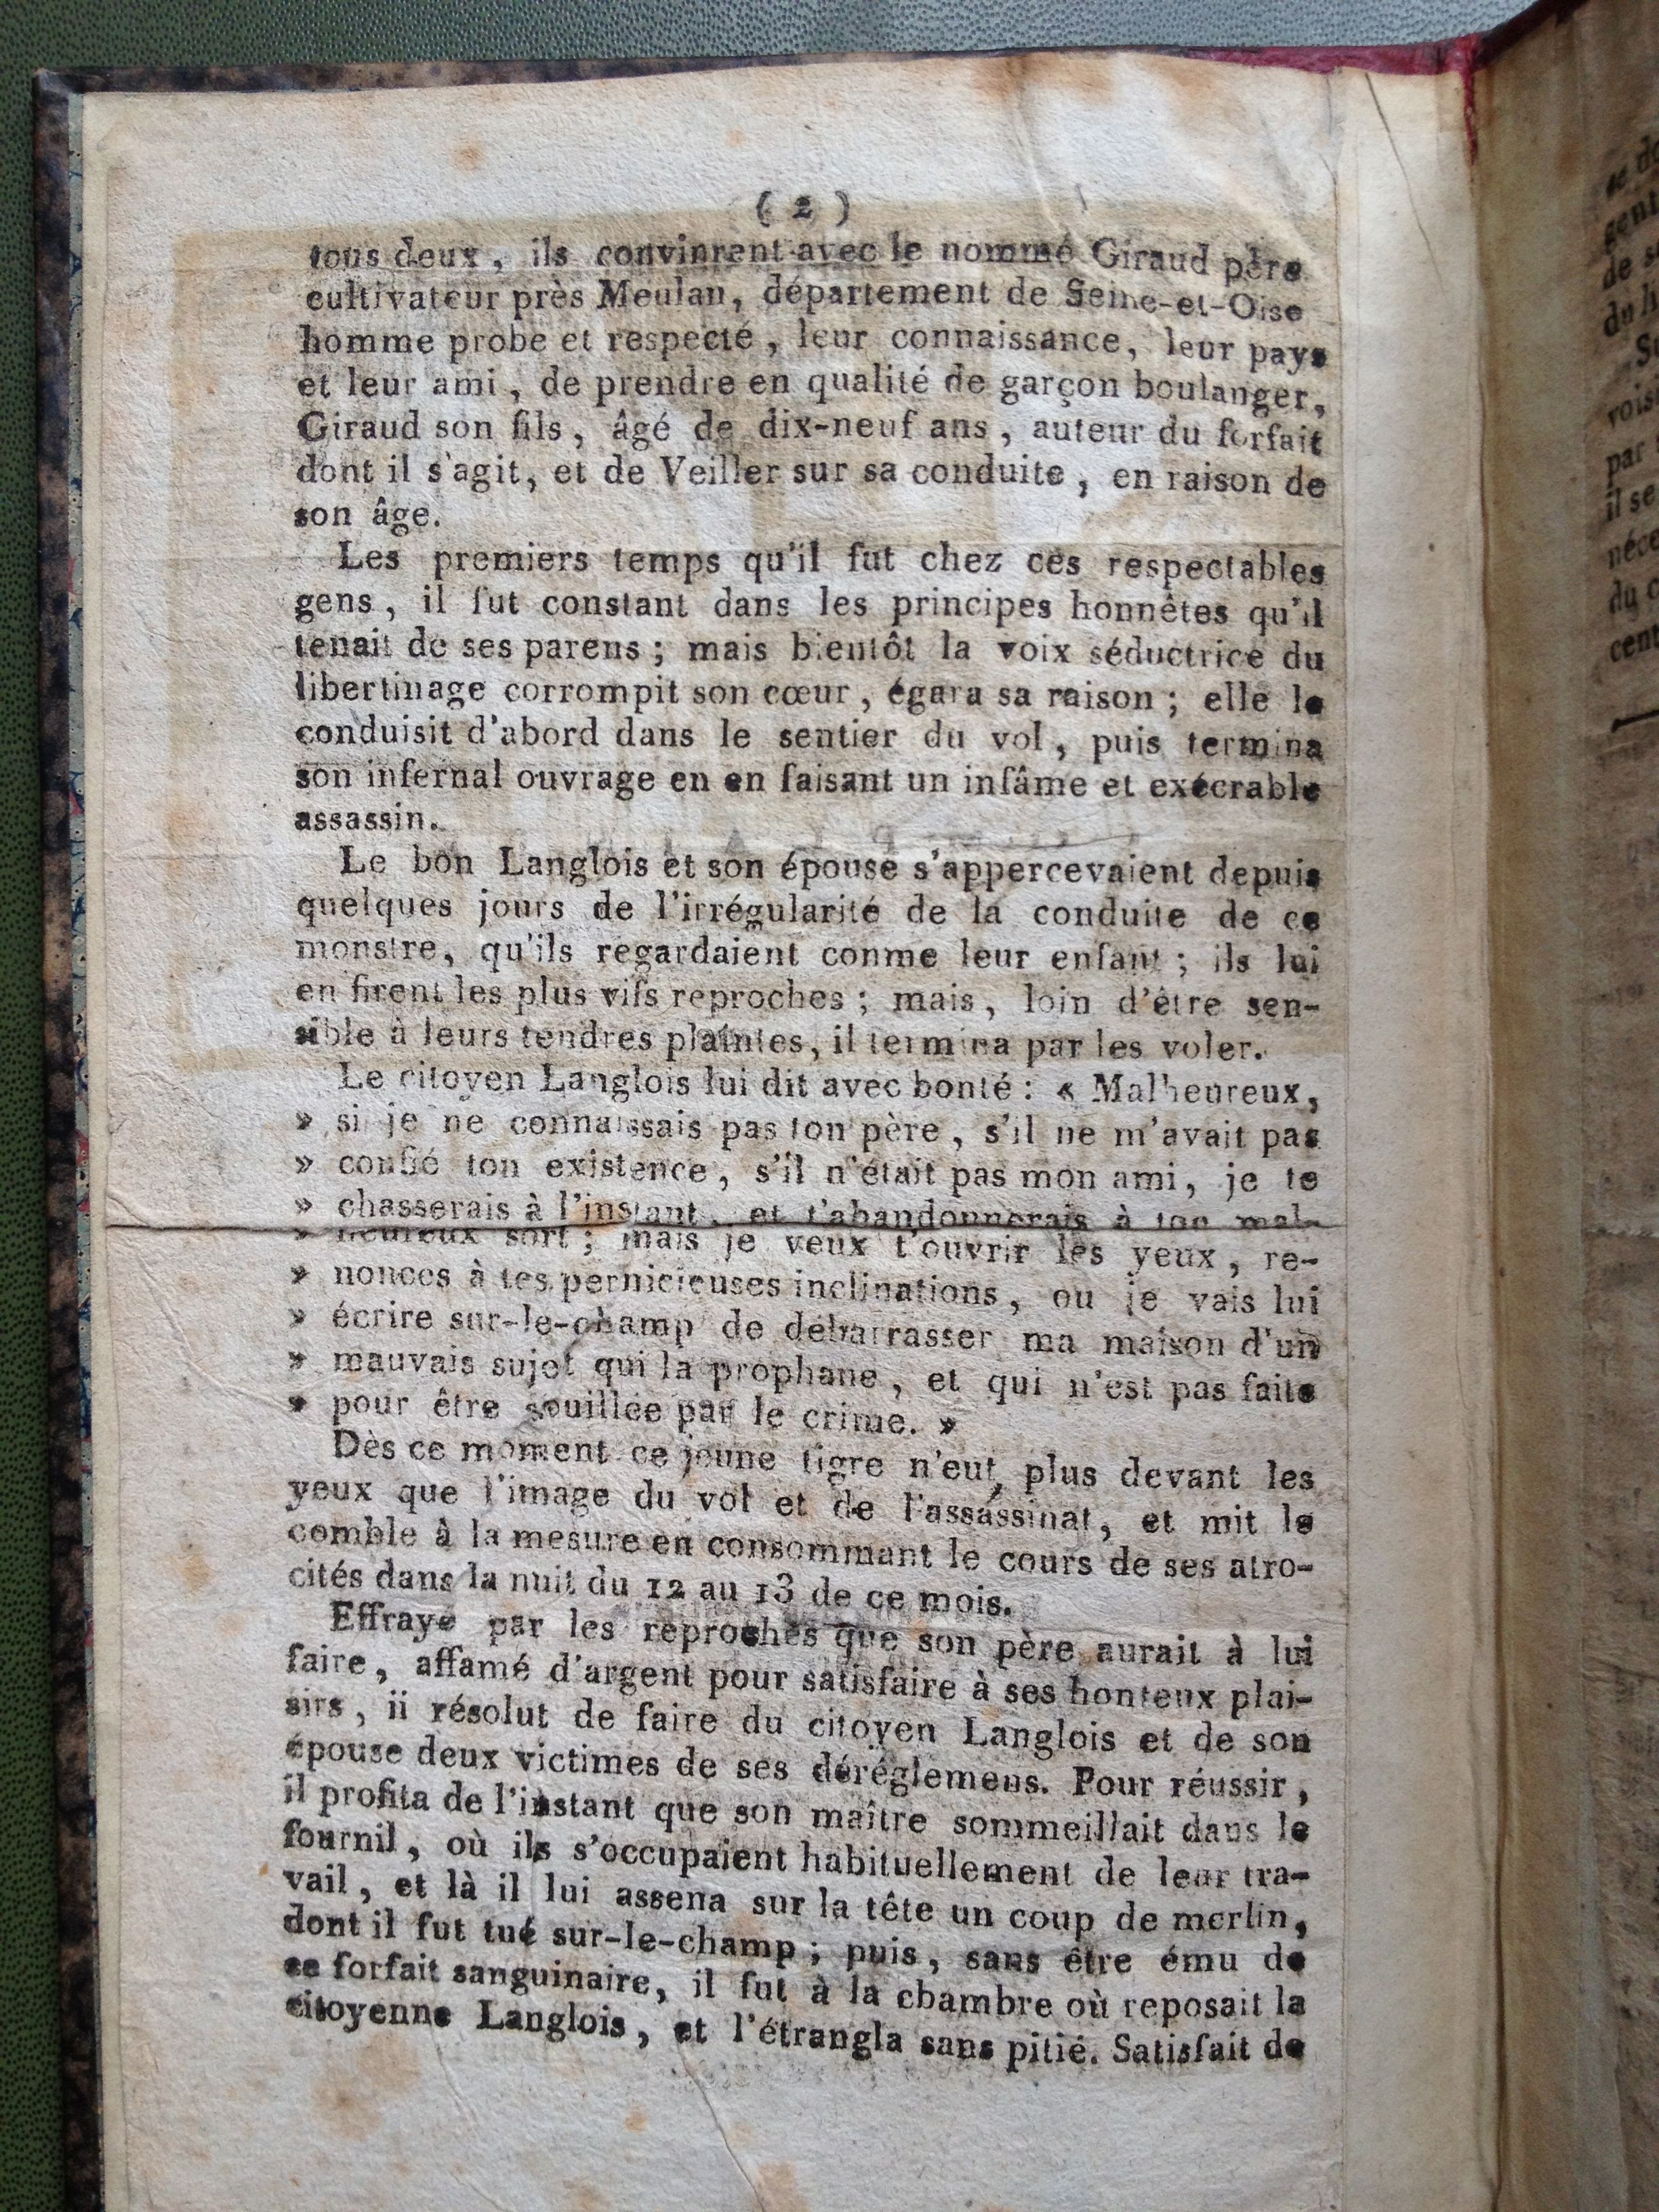 ( 2 )
tous deux, ils convinrent avec le nommé Giraud père
cultivateur près Meulan, département de Seine-et-Oise
homme probe et respecté, leur connaissance, leur pays
et leur ami, de prendre en qualité de garçon boulanger,
Giraud son fils, âgé de dix-neuf ans, auteur du forfait
dont il s'agit, et de Veiller sur sa conduite, en raison de
son âge.
Les premiers temps qu'il fut chez ces respectables
gens, il fut constant dans les principes honnêtes qu'il
tenait de ses parens; mais bientôt la voix séductrice du
libertinage corrompit son cœur, égara sa raison; elle le
conduisit d'abord dans le sentier du vol, puis termina
son infernal ouvrage en en faisant un infâme et exécrable
assassin.
Le bon Langlois et son épouse s'appercevaient depuis
quelques jours de l'irrégularité de la conduite de ce
monstre, qu'ils regardaient conme leur enfant; ils lui
en firent les plus vifs reproches; mais, loin d'être sen-
sible à leurs tendres plaintes, il termina par les voler.
Le citoyen Langlois lui dit avec bonté: « Malheureux,
» si je ne connaissais pas ton père, s'il ne m'avait pas
» confié ton existence, s'il n'était pas mon ami, je te
» chasserais à l'instant, et t'abandonnerais à ton mal-
» heureux sort; mais je veux t'ouvrir les yeux, re-
» nonces à tes pernicieuses inclinations, ou je vais lui
» écrire sur-le-champ de débarrasser ma maison d'un
» mauvais sujet qui la prophane, et qui n'est pas faite
» pour être souillée par le crime. »
Dès ce moment ce jeune tigre n'eut plus devant les
yeux que l'image du vol et de l'assassinat, et mit le
comble à la mesure en consommant le cours de ses atro-
cités dans la nuit du 12 au 13 de ce mois.
Effrayé par les reproches que son père aurait à lui
faire, affamé d'argent pour satisfaire à ses honteux plai-
sirs, ii résolut de faire du citoyen Langlois et de son
épouse deux victimes de ses déréglemens. Pour réussir,
il profita de l'instant que son maître sommeillait dans le
fournil, où ils s'occupaient habituellement de leur tra-
vail, et là il lui assena sur la tête un coup de merlin,
dont il fut tué sur-le-champ; puis, sans être ému de
ce forfait sanguinaire, il fut à la chambre où reposait la
citoyenne Langlois, et l'étrangla sans pitié. Satisfait de